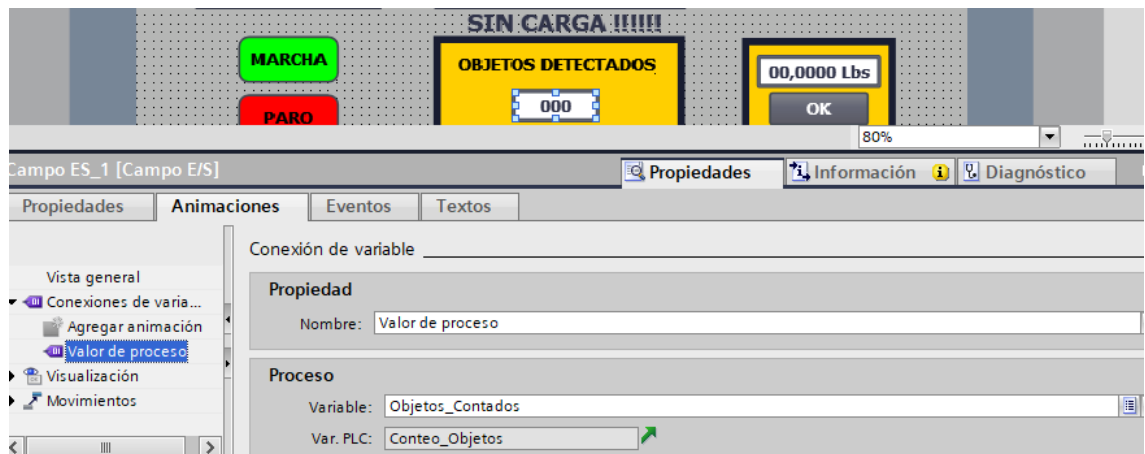 SIN CARGA !!!!!!
MARCHA
OBJETOS DETECTADOS
00,0000 Lbs
000
OK
PARO
80%
Campo ES_1 [Campo E/S]
Propiedades
Información
Diagnóstico
Propiedades
Animaciones
Eventos
Textos
Conexión de variable
Vista general
Conexiones de varia...
Agregar animación
Valor de proceso
Visualización
Movimientos
Propiedad
Nombre: Valor de proceso
Proceso
Variable: Objetos_Contados
Var. PLC: Conteo_Objetos